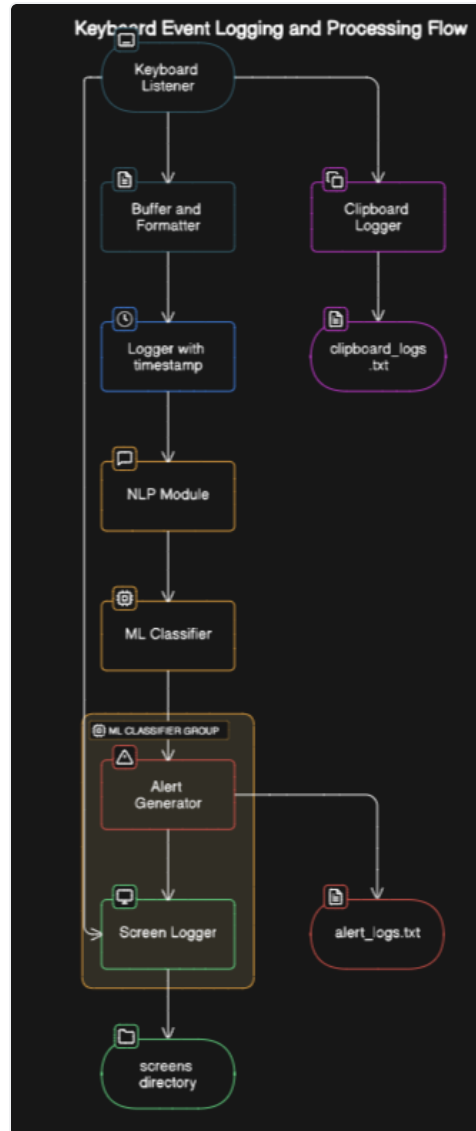 Keyboard Event Logging and Processing Flow
Keyboard
Listener
Buffer and
Formatter
Clipboard
Logger
Logger with
timestamp
clipboard_logs
.txt
NLP Module
ML Classifier
ML CLASSIFIER GROUP
Alert
Generator
Screen Logger
alert_logs.txt
screens
directory